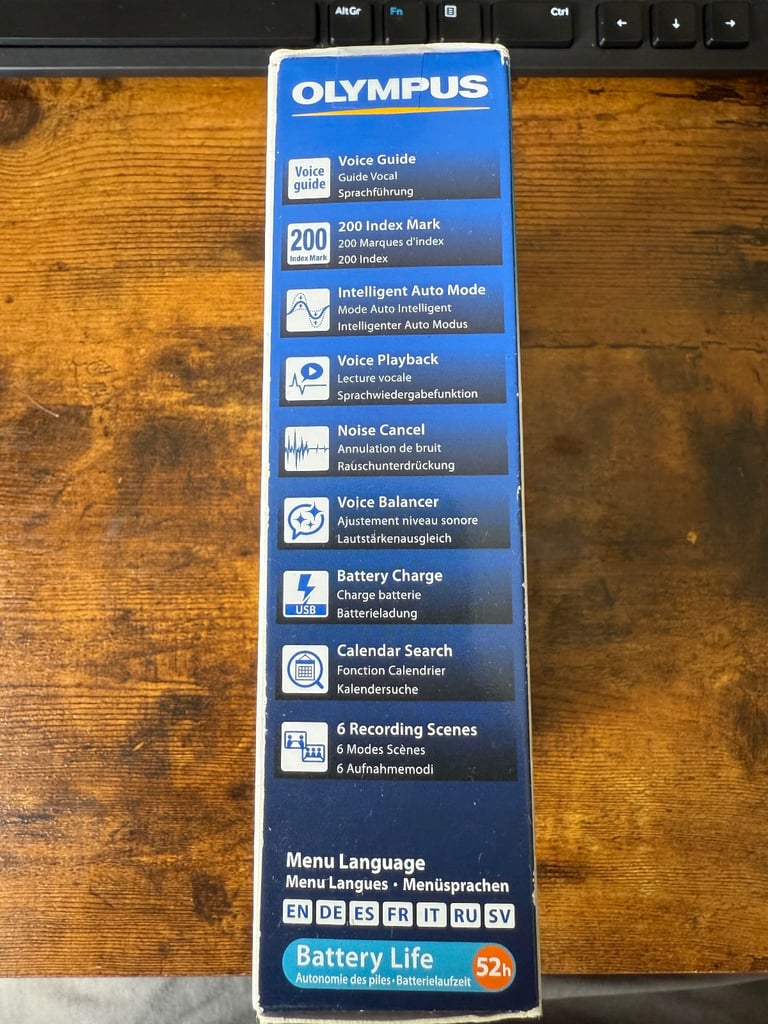 AltGr
Fn
Ctrl
OLYMPUS
Voice
guide
Voice Guide
Guide Vocal
Sprachführung
200
Index Mark
200 Index Mark
200 Marques d'index
200 Index
Intelligent Auto Mode
Mode Auto Intelligent
Intelligenter Auto Modus
Voice Playback
Lecture vocale
Sprachwiedergabefunktion
Noise Cancel
Annulation de bruit
Rauschunterdrückung
Voice Balancer
Ajustement niveau sonore
Lautstärkenausgleich
USB
Battery Charge
Charge batterie
Batterieladung
Calendar Search
Fonction Calendrier
Kalendersuche
6 Recording Scenes
6 Modes Scènes
6 Aufnahmemodi
Menu Language
Menu Langues • Menüsprachen
EN DE ES FR IT RU SV
Battery Life
Autonomie des piles • Batterielaufzeit
52h